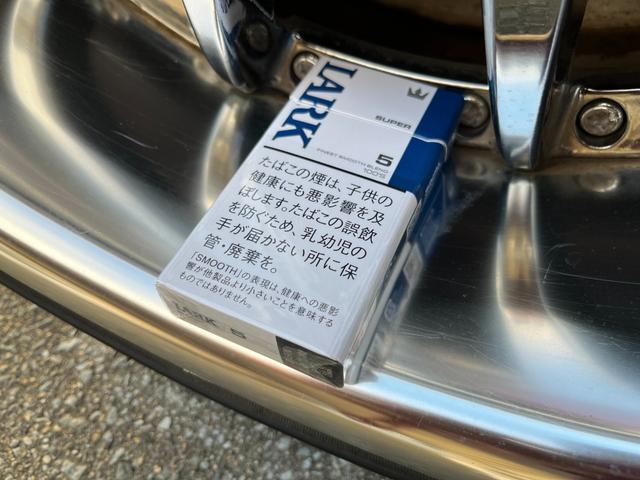 LARK
SUPER
5
FINEST SMOOTH BLEND
100'S
たばこの煙は、子供の
健康にも悪影響を及
ぼします。たばこの誤飲
を防ぐため、乳幼児の
手が届かない所に保
管・廃棄を。
「SMOOTH」の表現は、健康への悪影
響が他製品より小さいことを意味する
ものではありません。
LARK 5